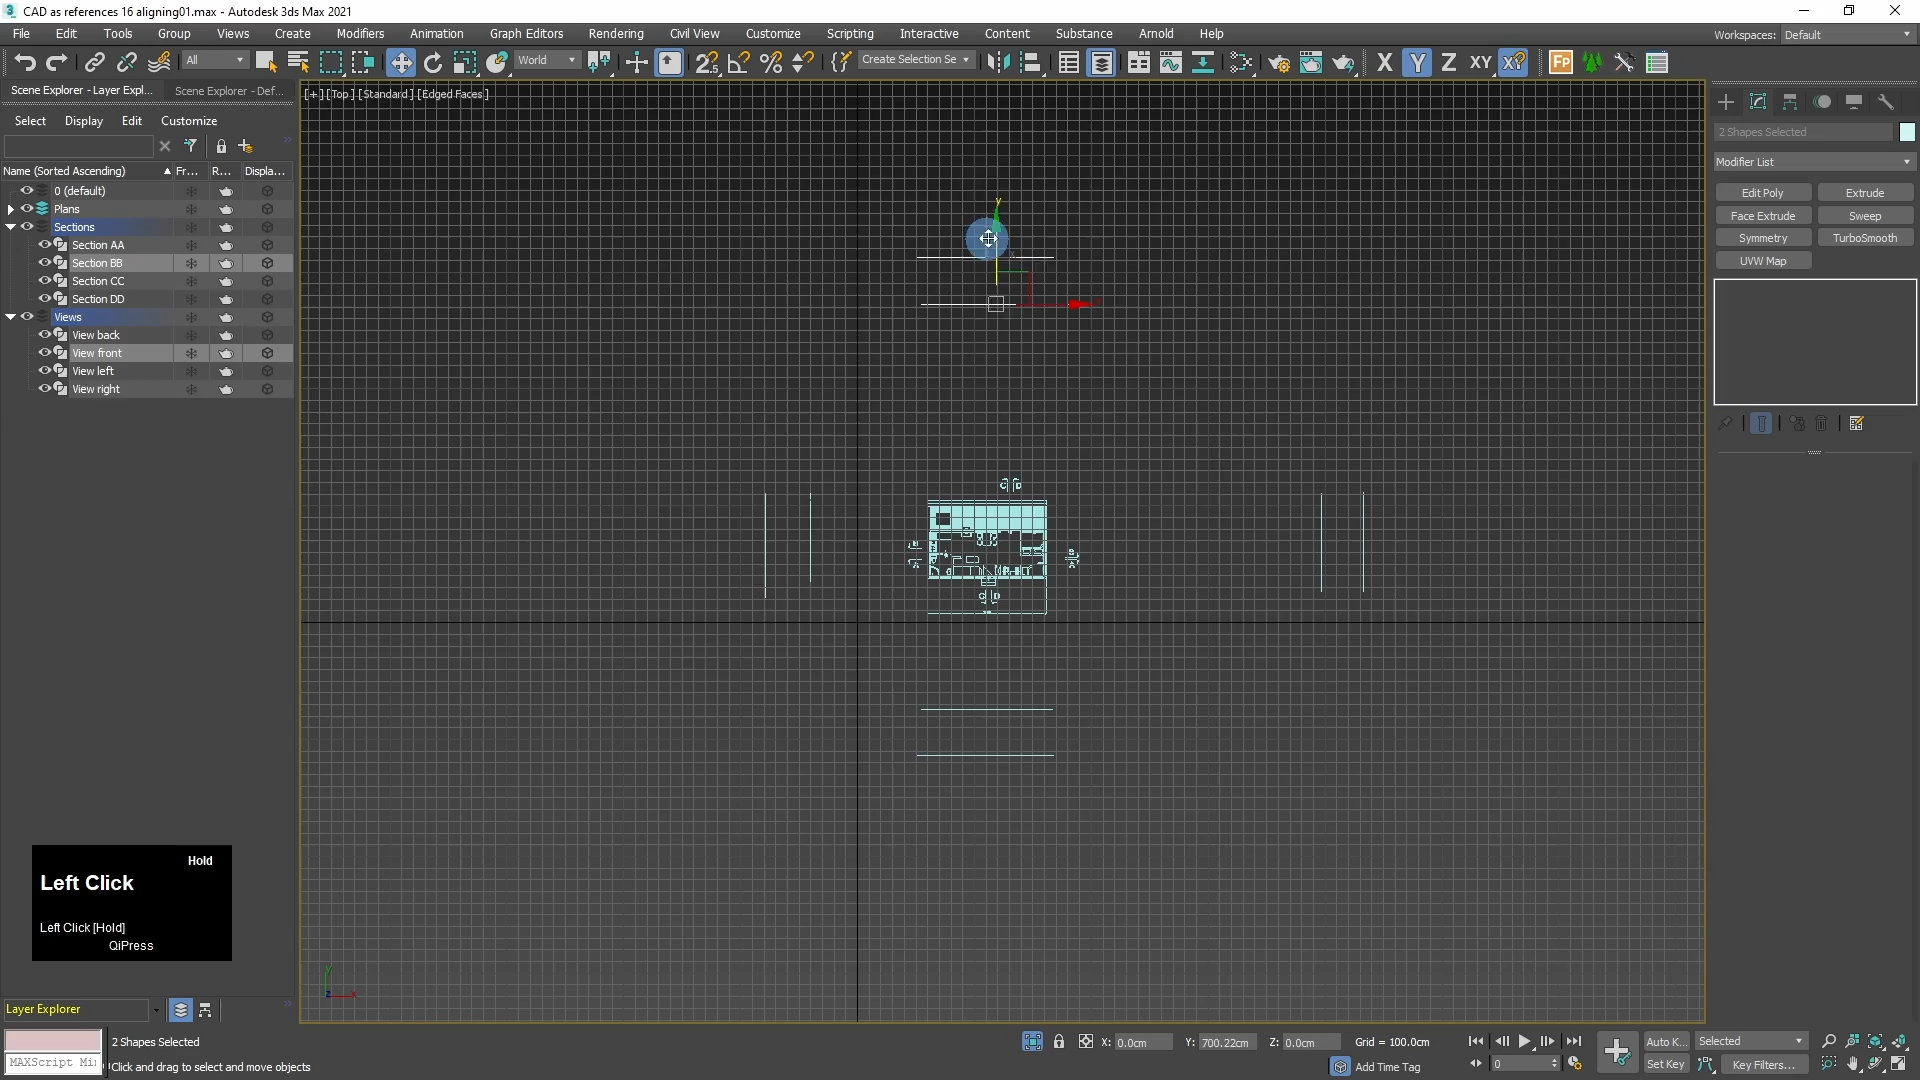 CAD as references 16 aligning01.max - Autodesk 3ds Max 2021
File Edit Tools Group Views Create Modifiers Animation Graph Editors Rendering Civil View Customize Scripting Interactive Content Substance Arnold Help
Workspaces: Default
All World Create Selection Se X Y Z XY
Scene Explorer - Layer Expl... Scene Explorer - Def...
[+] [Top] [Standard] [Edged Faces]
Select Display Edit Customize
2 Shapes Selected
Modifier List
Name (Sorted Ascending) Fr... R... Displa...
0 (default)
Plans
Sections
Section AA
Section BB
Section CC
Section DD
Views
View back
View front
View left
View right
Edit Poly Extrude
Face Extrude Sweep
Symmetry TurboSmooth
UVW Map
y
Hold
Left Click
Left Click [Hold]
QiPress
y
z x
Layer Explorer
2 Shapes Selected
X: 0.0cm Y: 700.22cm Z: 0.0cm Grid = 100.0cm
Auto K... Selected
MAXScript Mi
Click and drag to select and move objects
Add Time Tag
0
Set Key Key Filters...